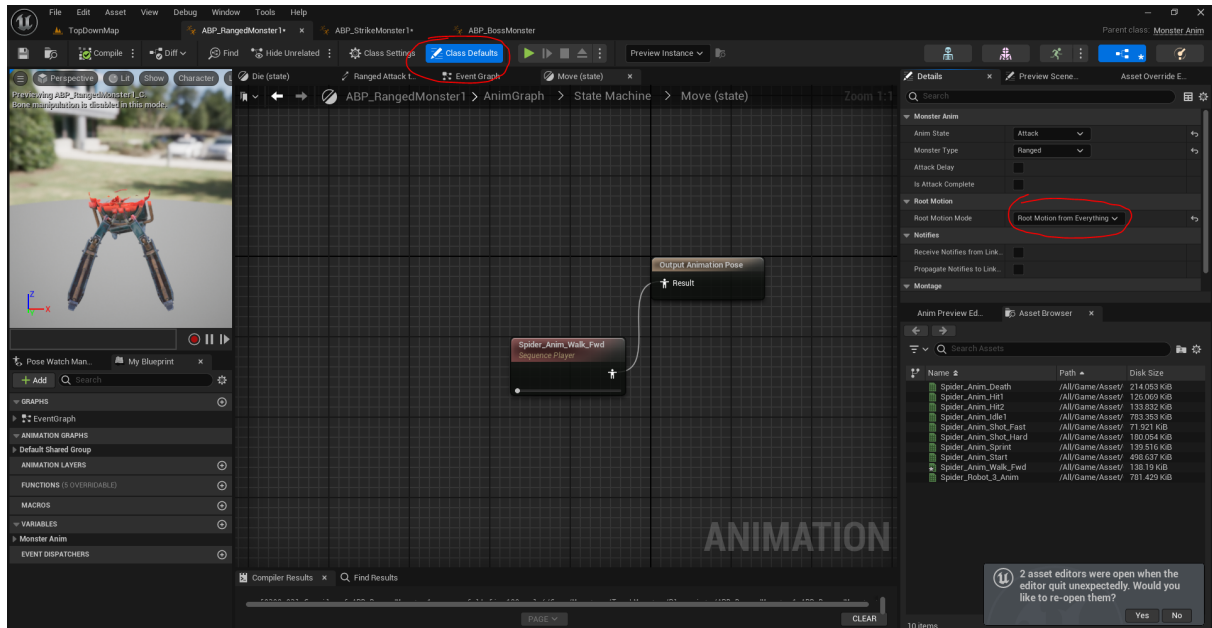 File Edit Asset View Debug Window Tools Help
TopDownMap ABP_RangedMonster1• ABP_StrikeMonster1• ABP_BossMonster
Parent class: Monster Anim
Compile Diff Find Hide Unrelated Class Settings Class Defaults Preview Instance
Perspective Lit Show Character
Previewing ABP_RangedMonster1_C.
Bone manipulation is disabled in this mode.
Z
X
Pose Watch Man... My Blueprint
+ Add Search
GRAPHS
EventGraph
ANIMATION GRAPHS
Default Shared Group
ANIMATION LAYERS
FUNCTIONS (5 OVERRIDABLE)
MACROS
VARIABLES
Monster Anim
EVENT DISPATCHERS
Die (state) Ranged Attack t... Event Graph Move (state)
ABP_RangedMonster1 > AnimGraph > State Machine > Move (state) Zoom 1:1
Output Animation Pose
Result
Spider_Anim_Walk_Fwd
Sequence Player
ANIMATION
Compiler Results Find Results
PAGE CLEAR
Details Preview Scene... Asset Override E...
Search
Monster Anim
Anim State Attack
Monster Type Ranged
Attack Delay
Is Attack Complete
Root Motion
Root Motion Mode Root Motion from Everything
Notifies
Receive Notifies from Link...
Propagate Notifies to Link...
Montage
Anim Preview Ed... Asset Browser
Search Assets
Name Path Disk Size
Spider_Anim_Death /All/Game/Asset/ 214.053 KiB
Spider_Anim_Hit1 /All/Game/Asset/ 126.069 KiB
Spider_Anim_Hit2 /All/Game/Asset/ 133.832 KiB
Spider_Anim_Idle1 /All/Game/Asset/ 783.353 KiB
Spider_Anim_Shot_Fast /All/Game/Asset/ 71.921 KiB
Spider_Anim_Shot_Hard /All/Game/Asset/ 180.054 KiB
Spider_Anim_Sprint /All/Game/Asset/ 139.516 KiB
Spider_Anim_Start /All/Game/Asset/ 498.637 KiB
Spider_Anim_Walk_Fwd /All/Game/Asset/ 138.19 KiB
Spider_Robot_3_Anim /All/Game/Asset/ 781.429 KiB
10 items
2 asset editors were open when the
editor quit unexpectedly. Would you
like to re-open them?
Yes No